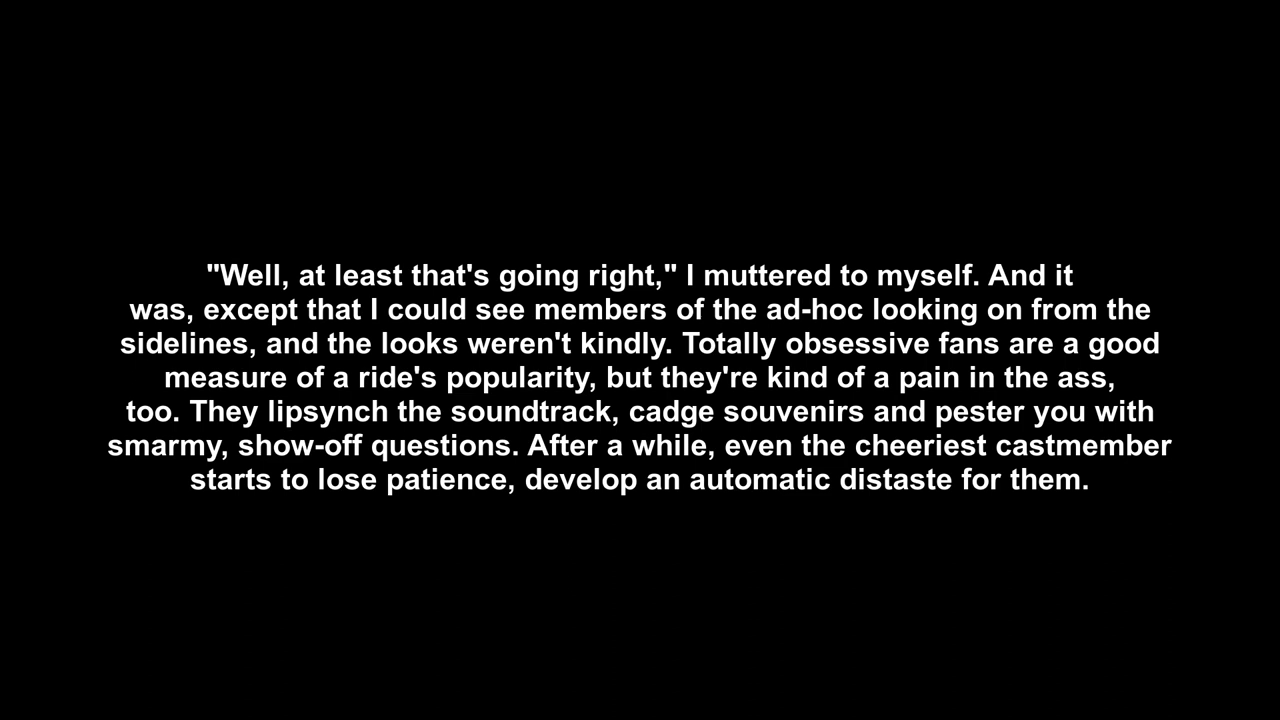 "Well, at least that's going right," I muttered to myself. And it
was, except that I could see members of the ad-hoc looking on from the
sidelines, and the looks weren't kindly. Totally obsessive fans are a good
measure of a ride's popularity, but they're kind of a pain in the ass,
too. They lipsynch the soundtrack, cadge souvenirs and pester you with
smarmy, show-off questions. After a while, even the cheeriest castmember
starts to lose patience, develop an automatic distaste for them.